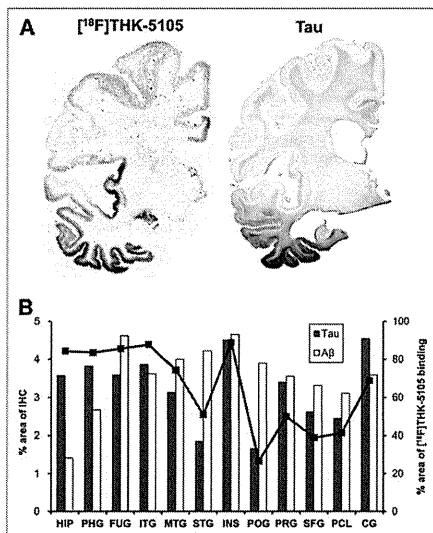 A
[¹⁸F]THK-5105
Tau
B
% area of IHC
5
4
3
2
1
0
Tau
Aβ
100
80
60
40
20
0
% area of [¹⁸F]THK-5105 binding
HIP PHG FUG ITG MTG STG INS POG PRG SFG PCL CG